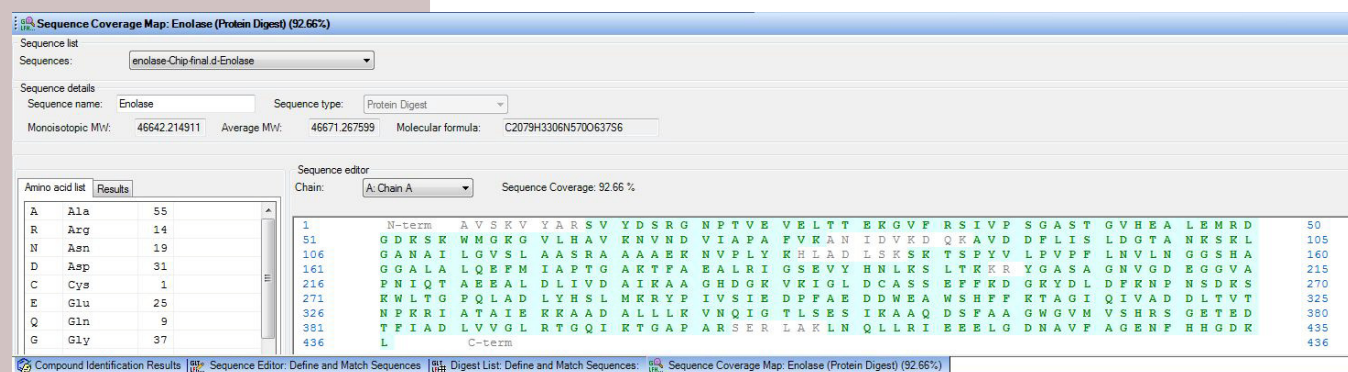 Sequence Coverage Map: Enolase (Protein Digest) (92.66%)
Sequence list
Sequences: enolase-Chip-final.d-Enolase
Sequence details
Sequence name: Enolase Sequence type: Protein Digest
Monoisotopic MW: 46642.214911 Average MW: 46671.267599 Molecular formula: C2079H3306N570O637S6
Sequence editor
Amino acid list Results Chain: A: Chain A Sequence Coverage: 92.66 %
A Ala 55
R Arg 14
N Asn 19
D Asp 31
C Cys 1
E Glu 25
Q Gln 9
G Gly 37
1 N-term A V S K V Y A R S V Y D S R G N P T V E V E L T T E K G V F R S I V P S G A S T G V H E A L E M R D 50
51 G D K S K W M G K G V L H A V K N V N D V I A P A F V K A N I D V K D Q K A V D D F L I S L D G T A N K S K L 105
106 G A N A I L G V S L A A S R A A A A E K N V P L Y K H L A D L S K S K T S P Y V L P V P F L N V L N G G S H A 160
161 G G A L A L Q E F M I A P T G A K T F A E A L R I G S E V Y H N L K S L T K K R Y G A S A G N V G D E G G V A 215
216 P N I Q T A E E A L D L I V D A I K A A G H D G K V K I G L D C A S S E F F K D G K Y D L D F K N P N S D K S 270
271 K W L T G P Q L A D L Y H S L M K R Y P I V S I E D P F A E D D W E A W S H F F K T A G I Q I V A D D L T V T 325
326 N P K R I A T A I E K K A A D A L L L K V N Q I G T L S E S I K A A Q D S F A A G W G V M V S H R S G E T E D 380
381 T F I A D L V V G L R T G Q I K T G A P A R S E R L A K L N Q L L R I E E E L G D N A V F A G E N F H H G D K 435
436 L C-term 436
Compound Identification Results Sequence Editor: Define and Match Sequences Digest List: Define and Match Sequences: Sequence Coverage Map: Enolase (Protein Digest) (92.66%)